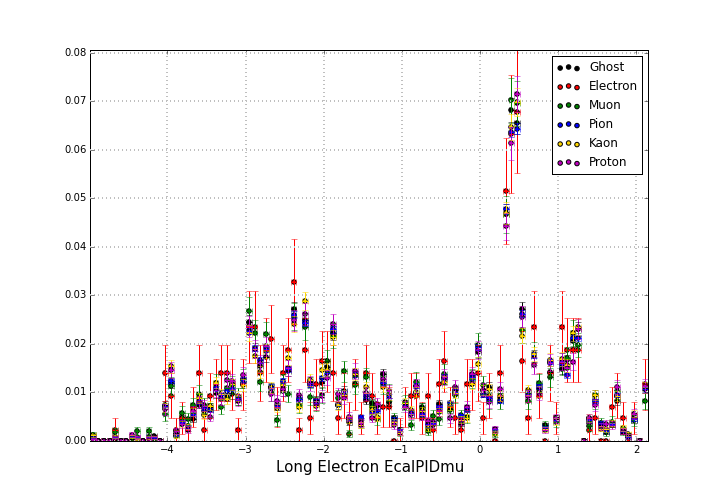 0.08
0.07
0.06
0.05
0.04
0.03
0.02
0.01
0.00
−4
−3
−2
−1
0
1
2
Long Electron EcalPIDmu
Ghost
Electron
Muon
Pion
Kaon
Proton